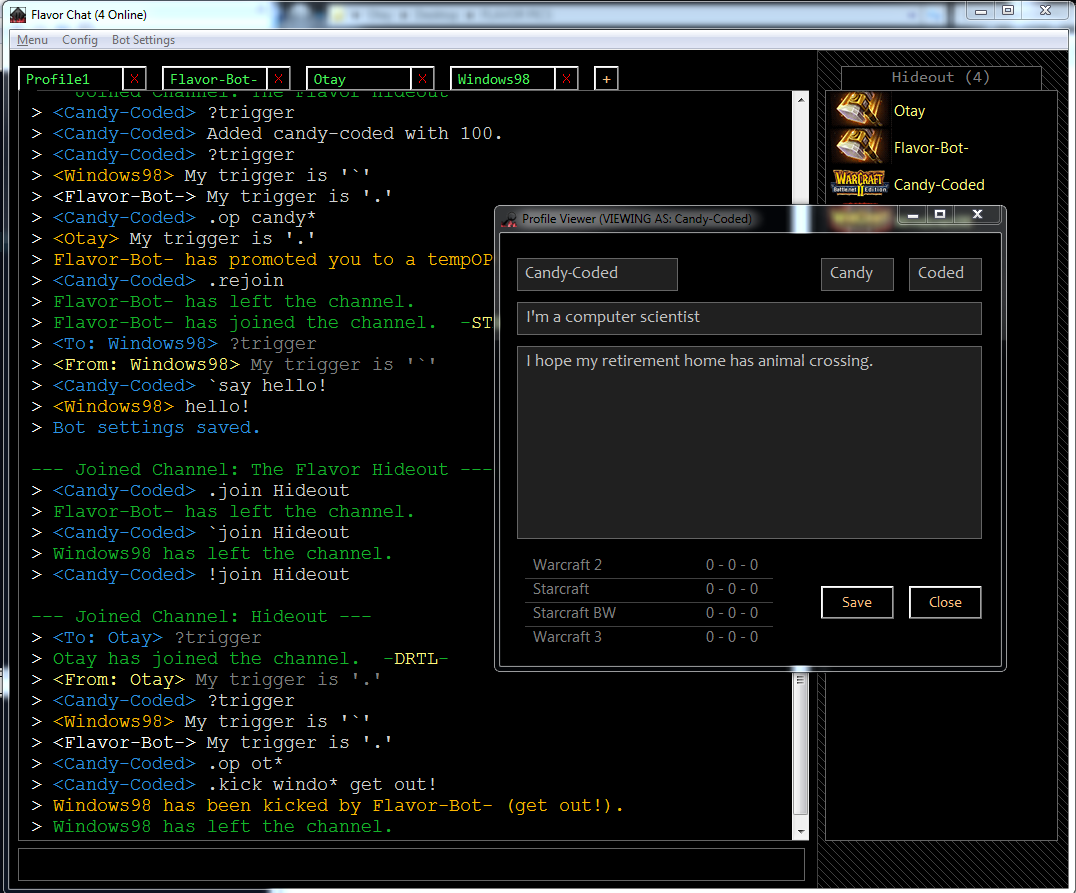 Flavor Chat (4 Online)
Menu Config Bot Settings
Profile1 X Flavor-Bot- X Otay X Windows98 X +
Hideout (4)
--- Joined Channel: The Flavor Hideout
> <Candy-Coded> ?trigger
> <Candy-Coded> Added candy-coded with 100.
> <Candy-Coded> ?trigger
> <Windows98> My trigger is '`'
> <Flavor-Bot-> My trigger is '.'
> <Candy-Coded> .op candy*
> <Otay> My trigger is '.'
> Flavor-Bot- has promoted you to a tempOP
> <Candy-Coded> .rejoin
> Flavor-Bot- has left the channel.
> Flavor-Bot- has joined the channel. -ST
> <To: Windows98> ?trigger
> <From: Windows98> My trigger is '`'
> <Candy-Coded> `say hello!
> <Windows98> hello!
> Bot settings saved.
--- Joined Channel: The Flavor Hideout ---
> <Candy-Coded> .join Hideout
> Flavor-Bot- has left the channel.
> <Candy-Coded> `join Hideout
> Windows98 has left the channel.
> <Candy-Coded> !join Hideout
--- Joined Channel: Hideout ---
> <To: Otay> ?trigger
> Otay has joined the channel. -DRTL-
> <From: Otay> My trigger is '.'
> <Candy-Coded> ?trigger
> <Windows98> My trigger is '`'
> <Flavor-Bot-> My trigger is '.'
> <Candy-Coded> .op ot*
> <Candy-Coded> .kick windo* get out!
> Windows98 has been kicked by Flavor-Bot- (get out!).
> Windows98 has left the channel.
Otay
Flavor-Bot-
WARCRAFT II Battle.net Edition
Candy-Coded
Profile Viewer (VIEWING AS: Candy-Coded)
Candy-Coded Candy Coded
I'm a computer scientist
I hope my retirement home has animal crossing.
Warcraft 2 0 - 0 - 0
Starcraft 0 - 0 - 0
Starcraft BW 0 - 0 - 0
Warcraft 3 0 - 0 - 0
Save Close